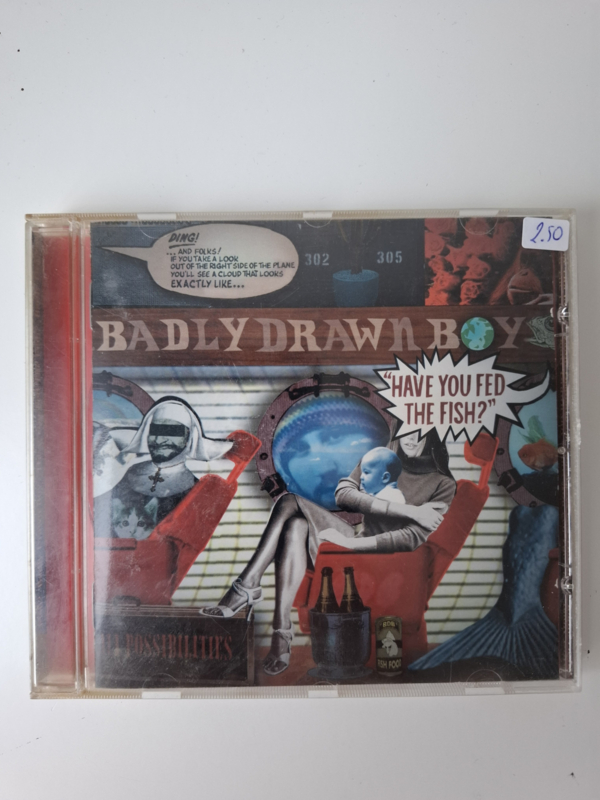 2.50
DING!
... AND FOLKS!
IF YOU TAKE A LOOK
OUT OF THE RIGHT SIDE OF THE PLANE
YOU'LL SEE A CLOUD THAT LOOKS
EXACTLY LIKE...
302
305
BADLY DRAWN BOY
"HAVE YOU FED
THE FISH?"
POSSIBILITIES
FISH FOOD